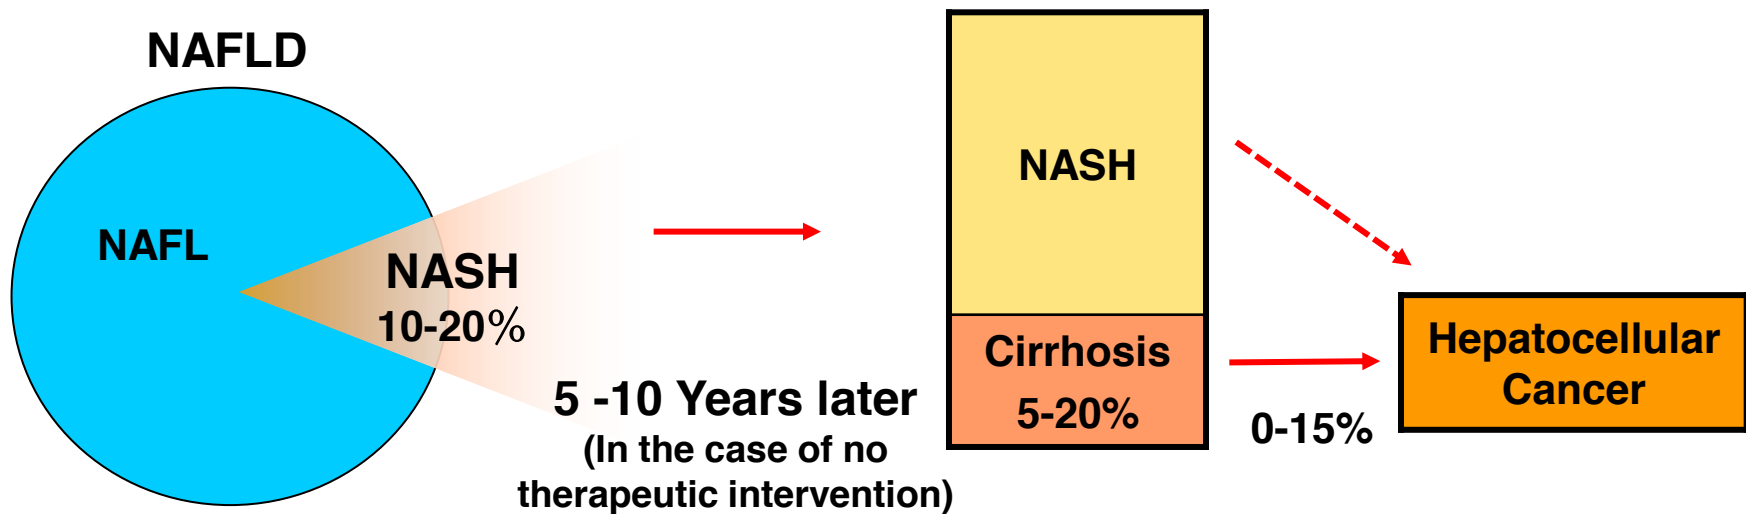 NAFLD
NAFL
NASH
10-20%
5 -10 Years later
(In the case of no
therapeutic intervention)
NASH
Cirrhosis
5-20%
0-15%
Hepatocellular
Cancer